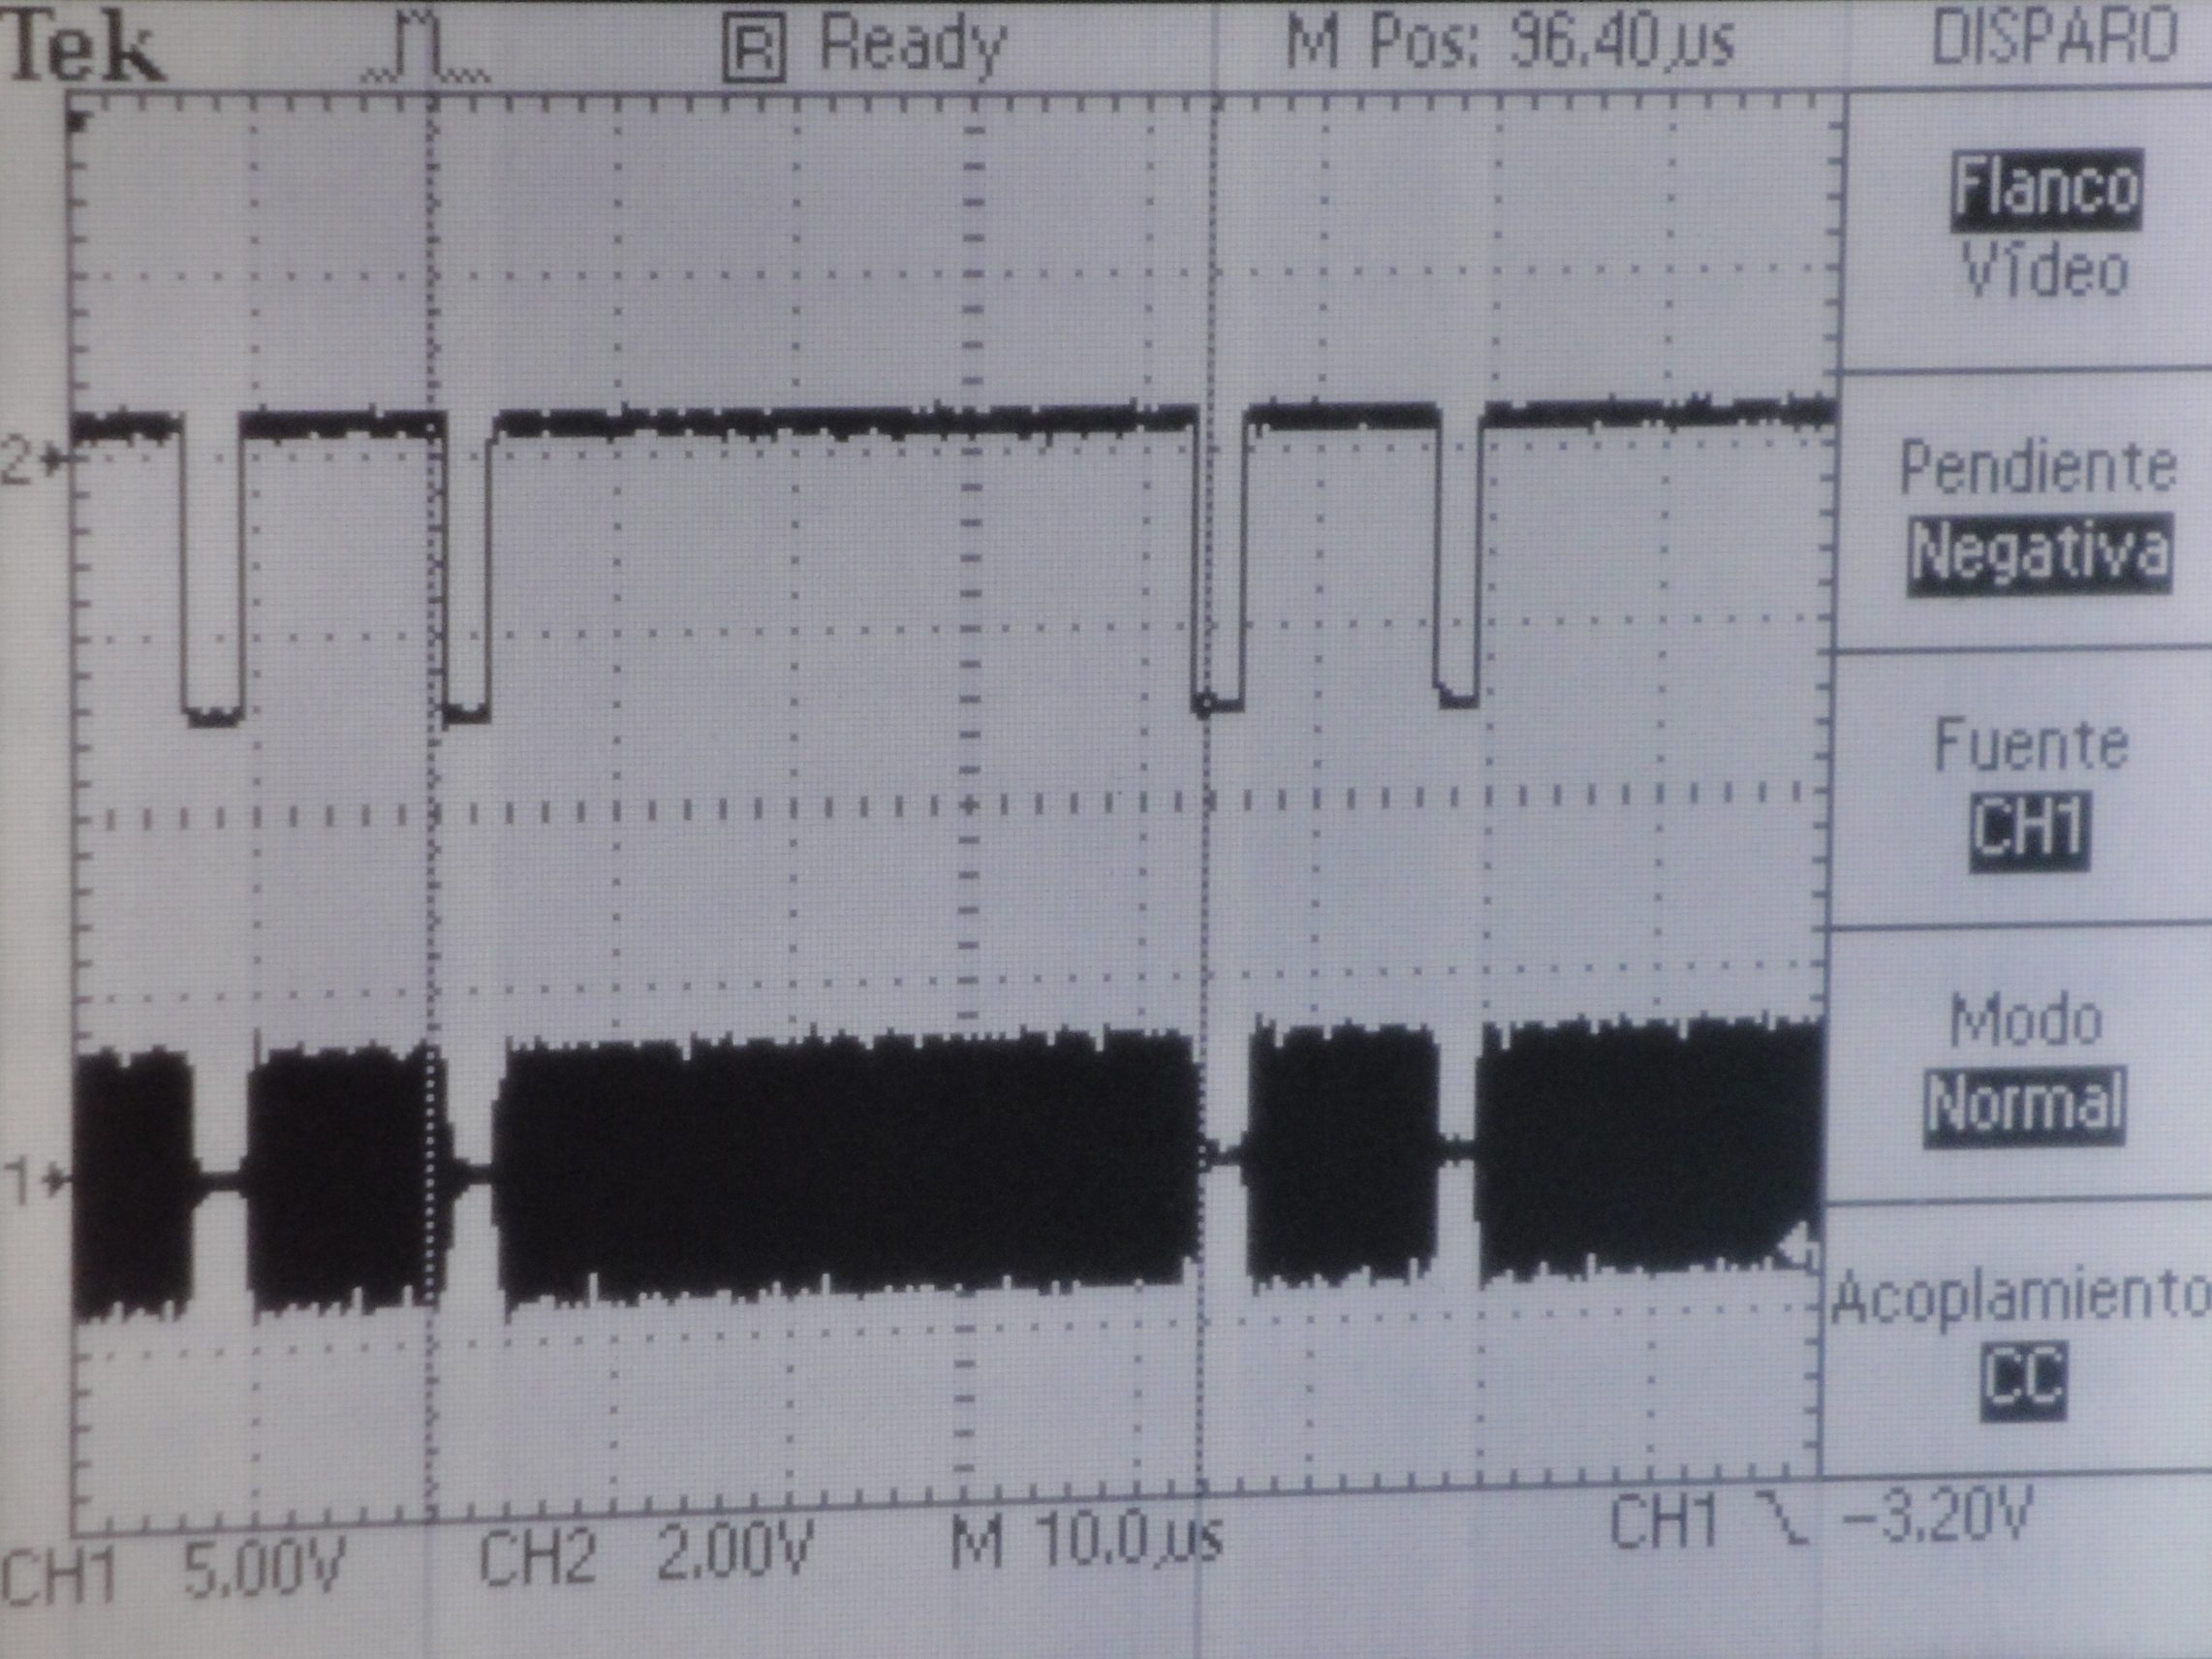 Tek R Ready M Pos: 96.40µs DISPARO
Flanco
Vídeo
2
Pendiente
Negativa
Fuente
CH1
Modo
Normal
1
Acoplamiento
CC
CH1 5.00V CH2 2.00V M 10.0µs CH1 -3.20V